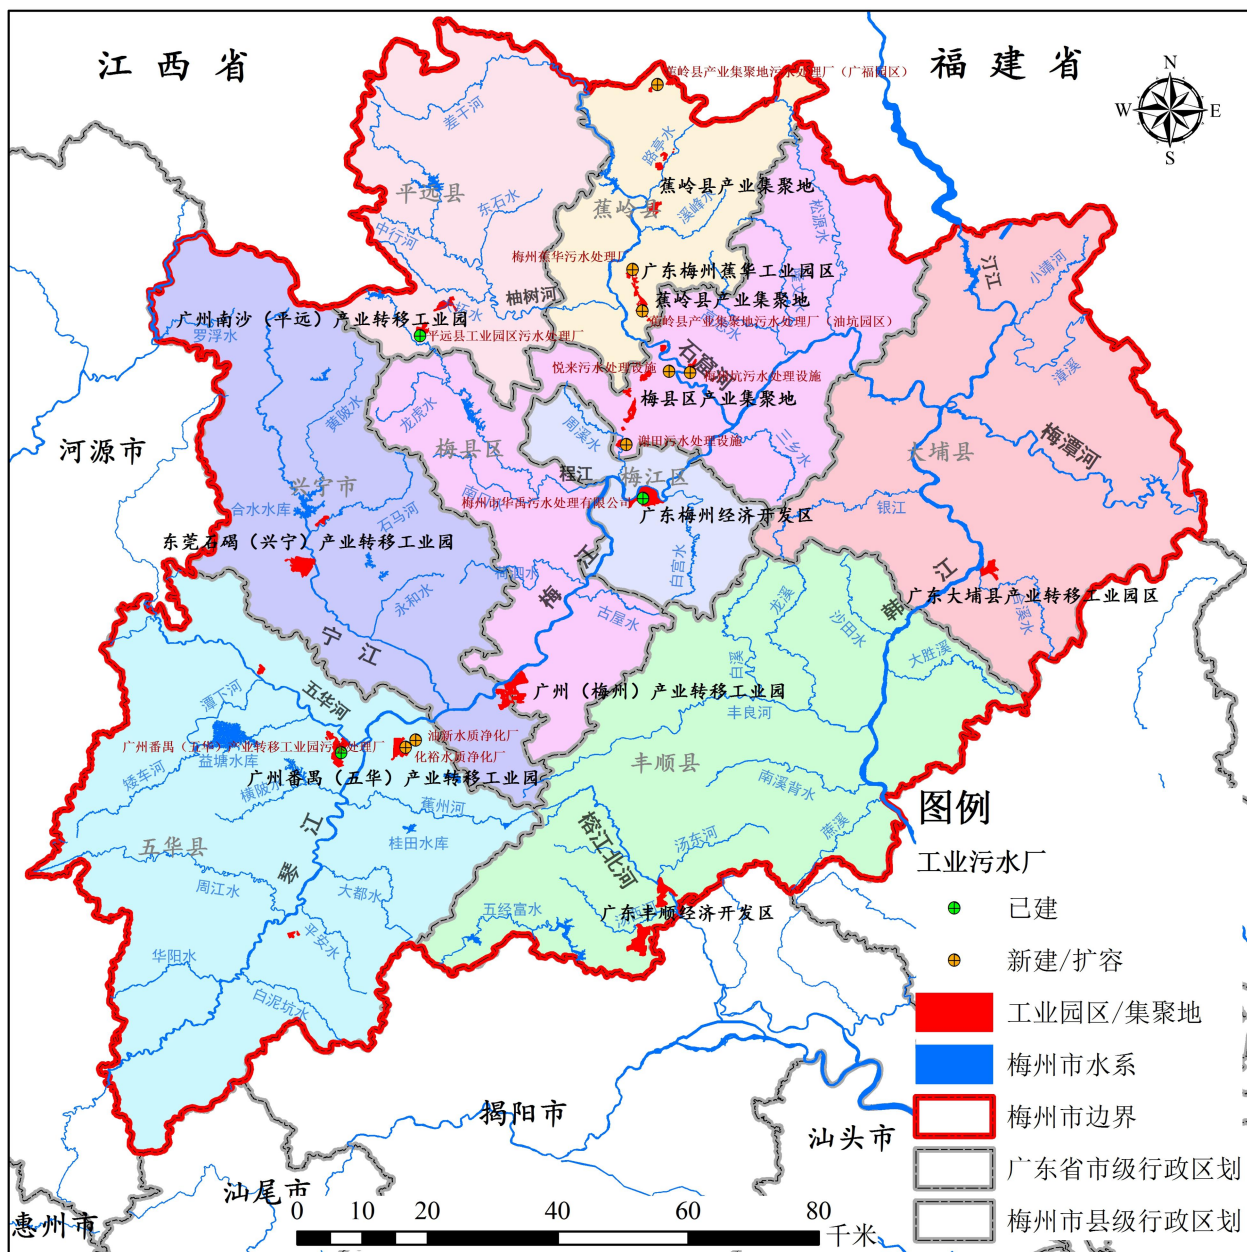 江西省
福建省
N
W
E
S
蕉岭县产业集聚地污水处理厂（广福园区）
差干河
路亭水
平远县
蕉岭县产业集聚地
东石水
蕉岭县
溪峰水
松源水
中行河
梅州蕉华污水处理厂
广东梅州蕉华工业园区
汀江
小靖河
柚树河
蕉岭县产业集聚地
广州南沙（平远）产业转移工业园
蕉岭县产业集聚地污水处理厂（油坑园区）
罗浮水
平远县工业园区污水处理厂
石窟河
悦来污水处理设施
漳溪
梅县区产业集聚地
黄陂水
龙虎水
周溪水
谢田污水处理设施
三乡水
梅潭河
河源市
梅县区
大埔县
程江
梅江区
兴宁市
梅州市华禹污水处理有限公司
合水水库
石马河
广东梅州经济开发区
银江
东莞石碣（兴宁）产业转移工业园
白宫水
梅江
永和水
古屋水
龙溪
韩江
广东大埔县产业转移工业园区
沙田水
宁江
白溪
大胜溪
潭下河
五华河
广州（梅州）产业转移工业园
丰良河
油新水质净化厂
广州番禺（五华）产业转移工业园污水处理厂
化裕水质净化厂
益塘水库
丰顺县
矮车河
广州番禺（五华）产业转移工业园
南溪背水
横陂水
蕉州河
琴江
榕江北河
蔗溪
汤东河
五华县
桂田水库
周江水
大都水
五经富水
广东丰顺经济开发区
平安水
华阳水
白泥坑水
揭阳市
汕头市
汕尾市
惠州市
图例
工业污水厂
已建
新建/扩容
工业园区/集聚地
梅州市水系
梅州市边界
广东省市级行政区划
梅州市县级行政区划
0 10 20 40 60 80 千米